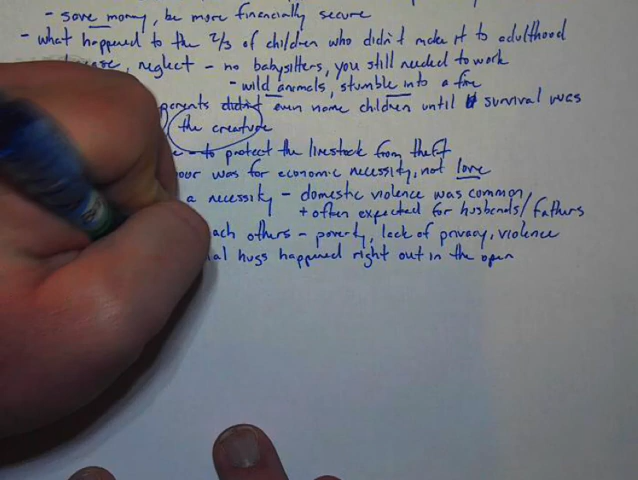 - save money, be more financially secure
- what happened to the 2/3 of children who didn't make it to adulthood
neglect - no babysitters, you still needed to work
- wild animals, stumble into a fire
parents didn't even name children until survival was
the creature
- to protect the livestock from theft
was for economic necessity, not love
a necessity - domestic violence was common,
+ often expected for husbands/fathers
others - poverty, lack of privacy, violence
hugs happened right out in the open